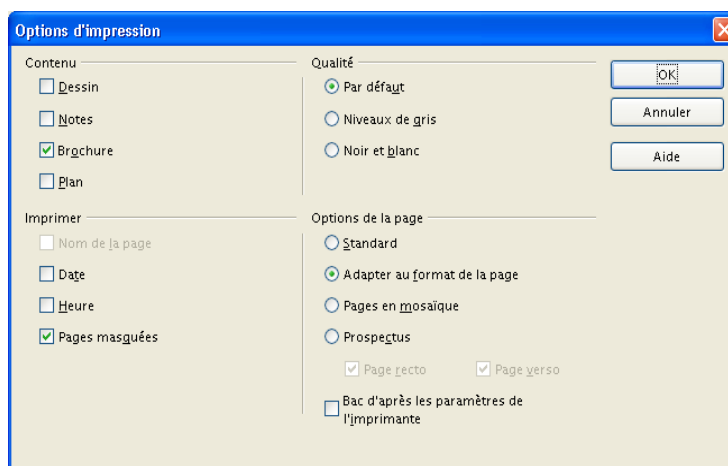 Options d'impression
Contenu
Dessin
Notes
Brochure
Plan
Qualité
Par défaut
Niveaux de gris
Noir et blanc
OK
Annuler
Aide
Imprimer
Nom de la page
Date
Heure
Pages masquées
Options de la page
Standard
Adapter au format de la page
Pages en mosaïque
Prospectus
Page recto
Page verso
Bac d'après les paramètres de
l'imprimante